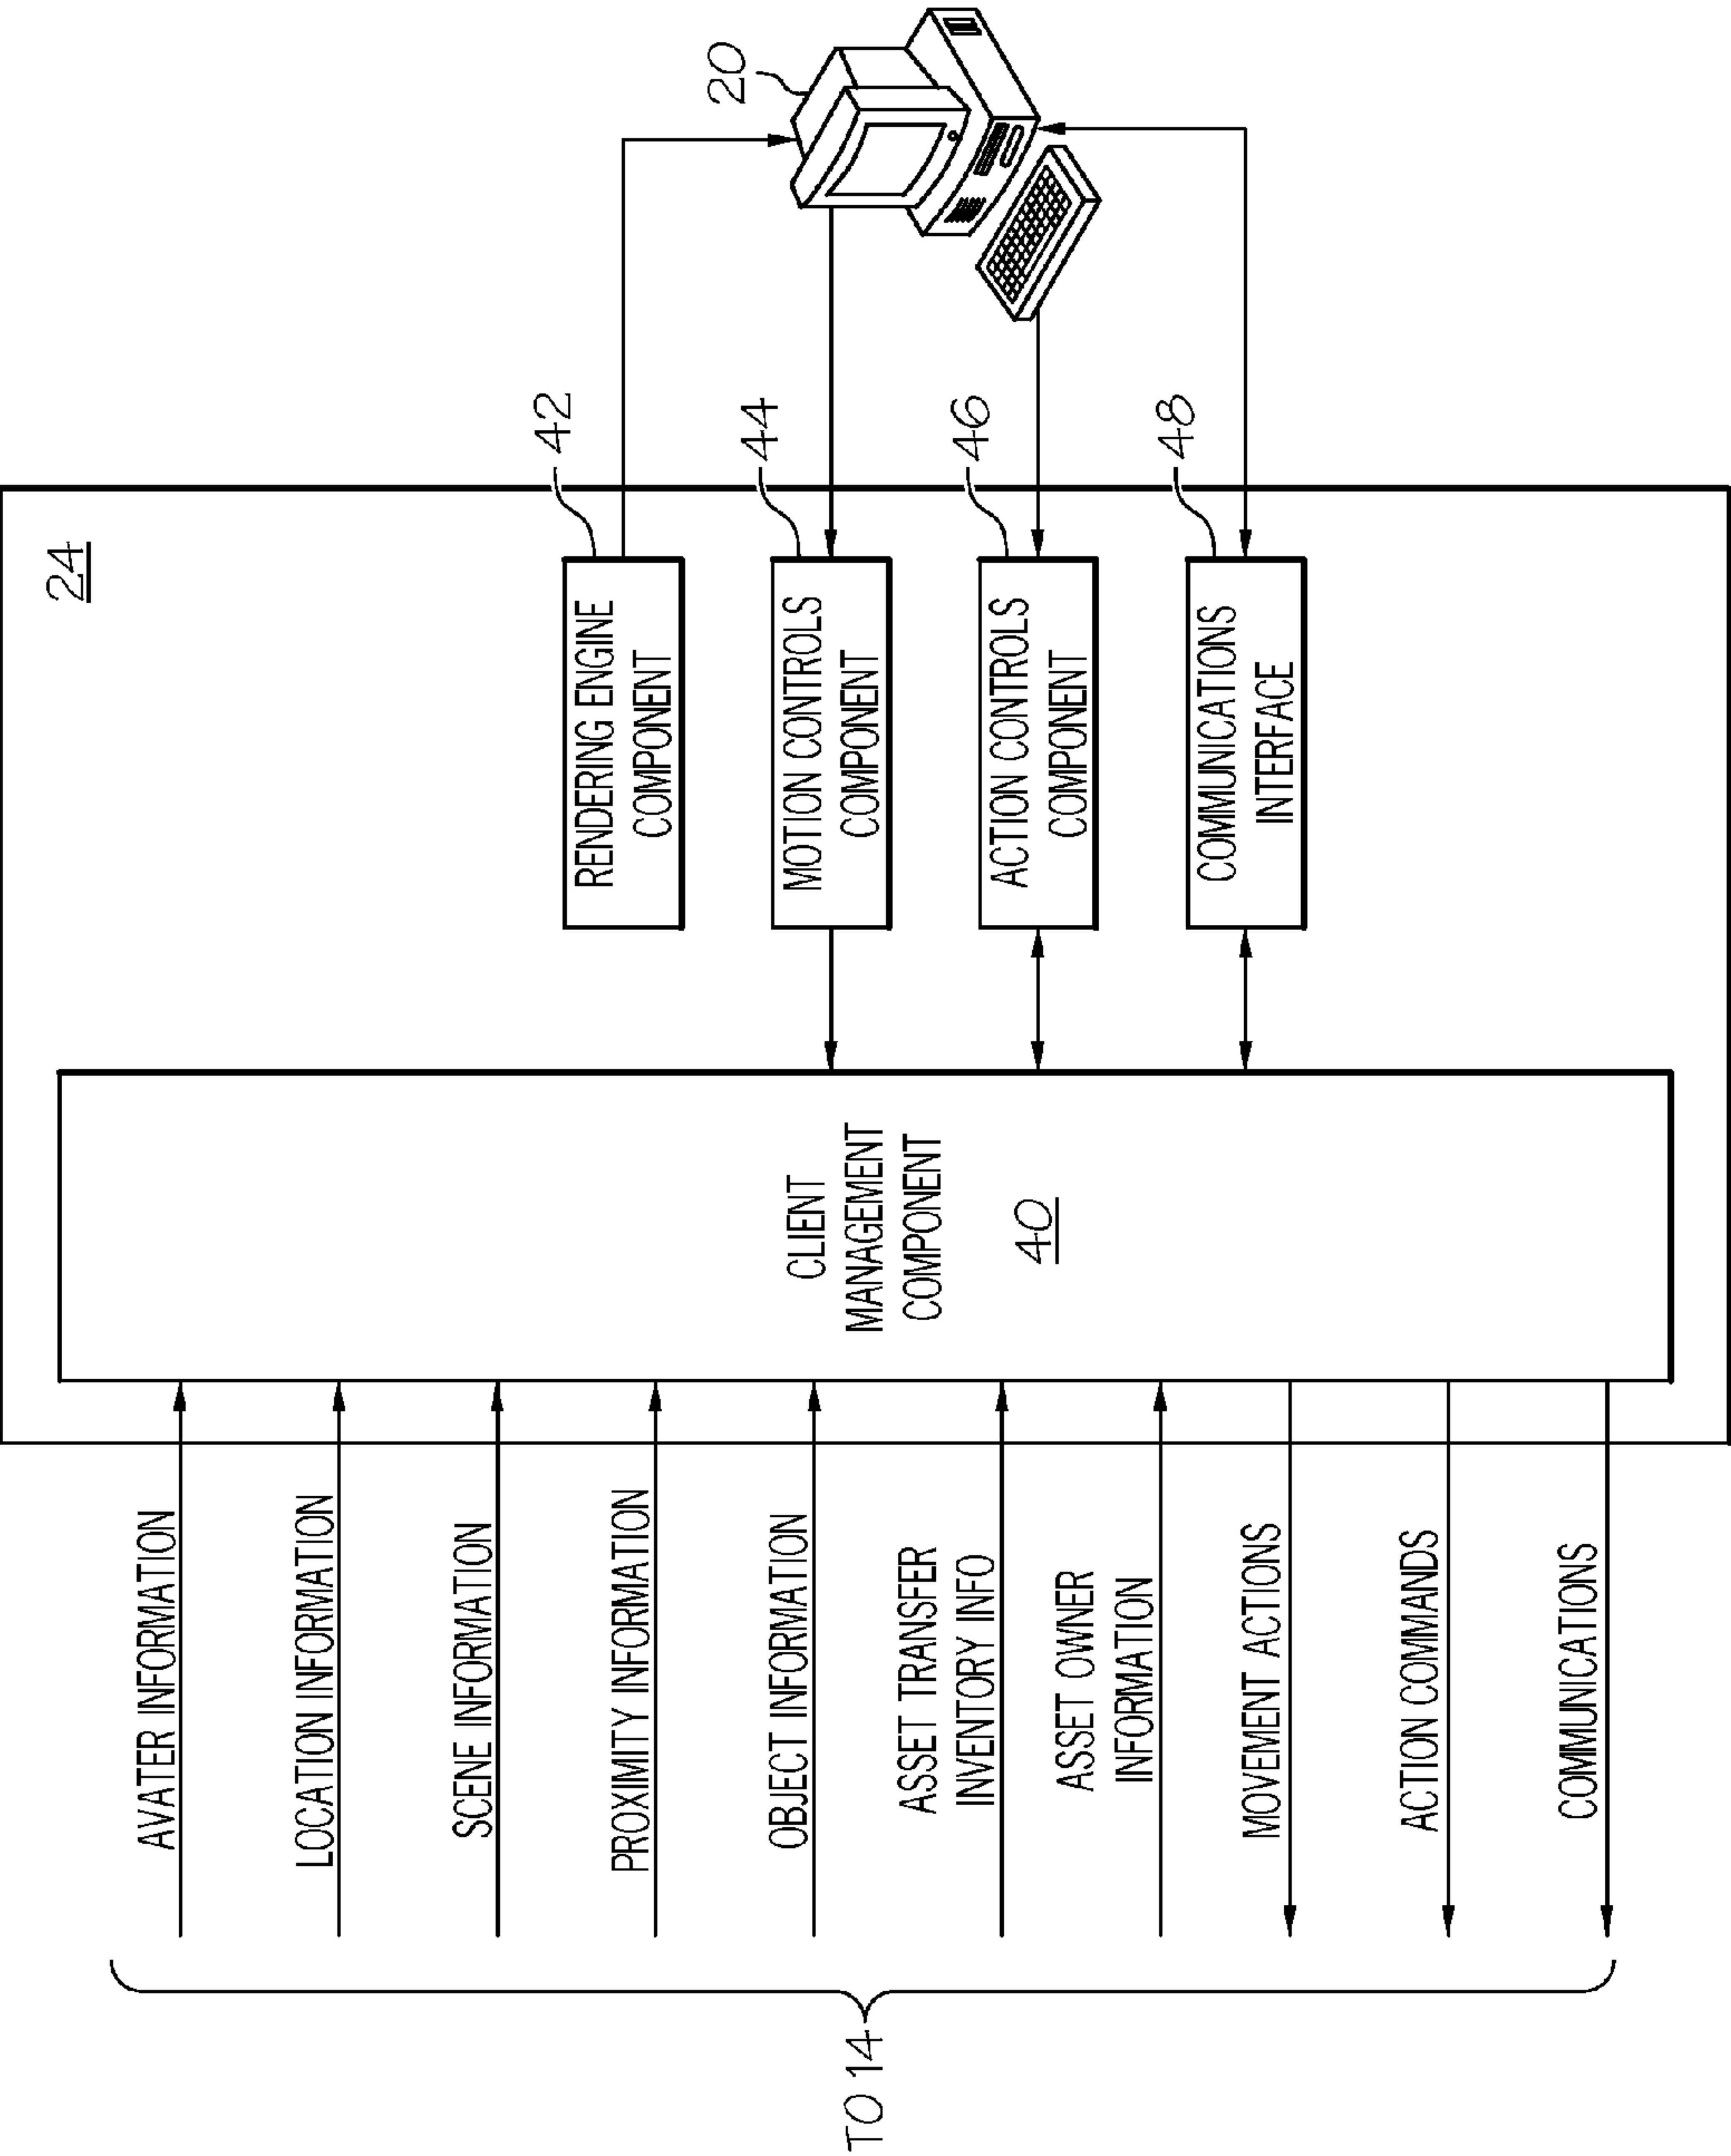 24
AVATER INFORMATION
LOCATION INFORMATION
SCENE INFORMATION
PROXIMITY INFORMATION
OBJECT INFORMATION
ASSET TRANSFER
INVENTORY INFO
ASSET OWNER
INFORMATION
MOVEMENT ACTIONS
ACTION COMMANDS
COMMUNICATIONS
TO 14
CLIENT
MANAGEMENT
COMPONENT
40
RENDERING ENGINE
COMPONENT
42
MOTION CONTROLS
COMPONENT
44
ACTION CONTROLS
COMPONENT
46
COMMUNICATIONS
INTERFACE
48
20